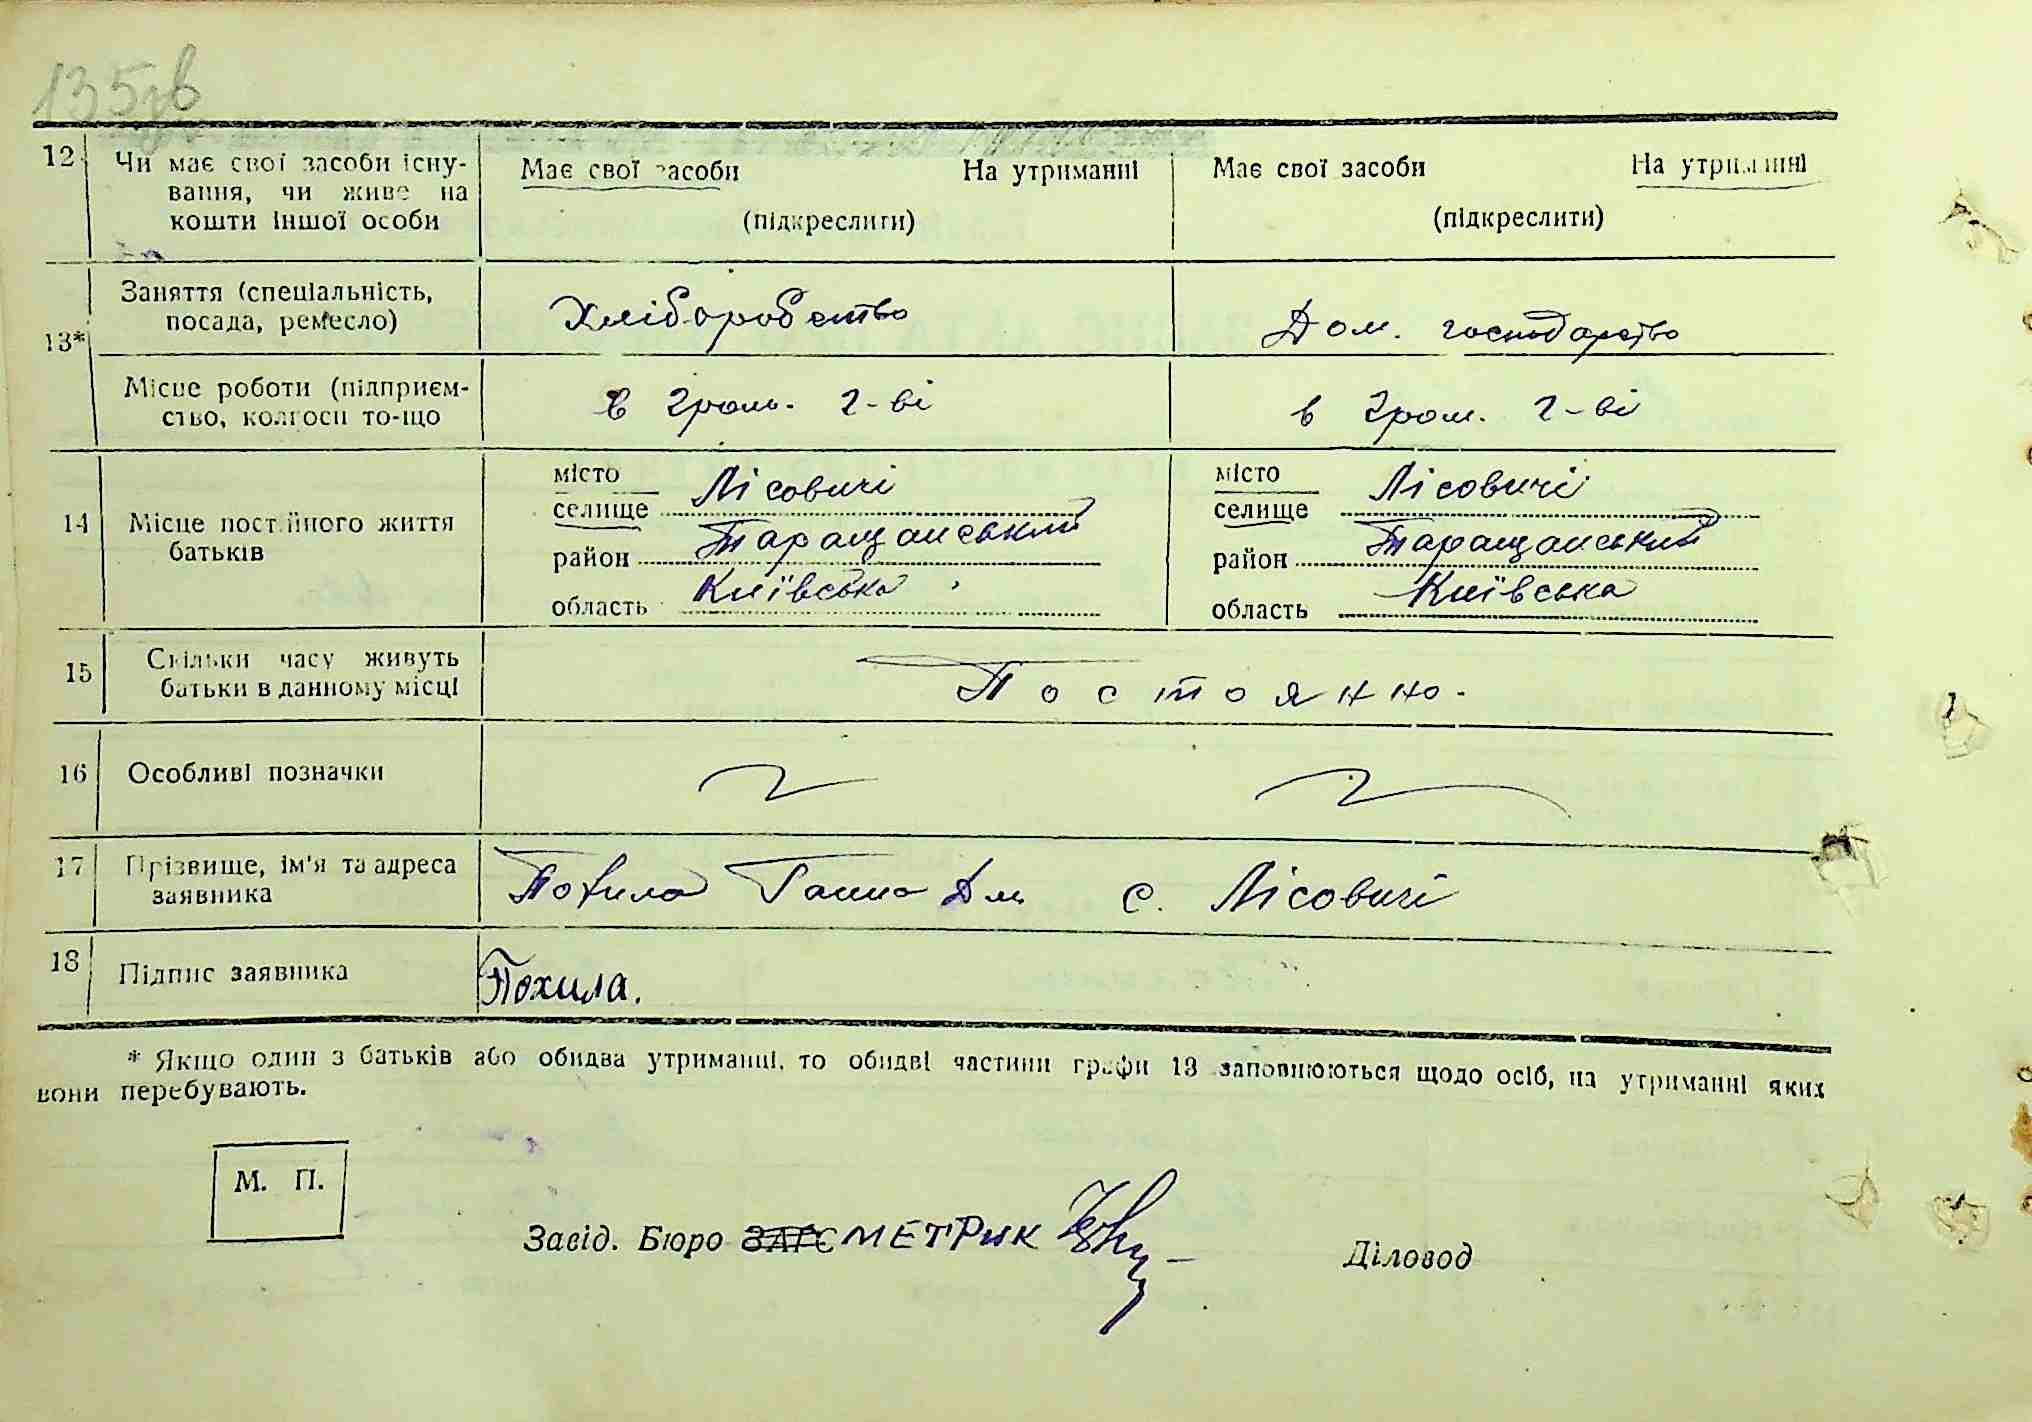 135зв
12. Чи має свої засоби існу-
вання, чи живе на
кошти іншої особи
Має свої засоби На утриманні
(підкреслити)
Має свої засоби На утриманні
(підкреслити)
13*
Заняття (спеціальність,
посада, ремесло)
Хліборобство
Дом. господарство
Місце роботи (підприєм-
ство, колгосп то-що
в гром. г-ві
в гром. г-ві
14 Місце постійного життя
батьків
місто
селище Лісовичі
район Таращанський
область Київська
місто
селище Лісовичі
район Таращанський
область Київська
15 Скільки часу живуть
батьки в данному місці
Постоянно.
16 Особливі позначки
17 Прізвище, ім'я та адреса
заявника
Похила Ганна Дм с. Лісовичі
18 Підпис заявника
Похила.
* Якщо один з батьків або обидва утриманні, то обидві частини графи 13 заповнюються щодо осіб, на утриманні яких
вони перебувають.
М. П.
Завід. Бюро ЗАГС МЕТРИК
Діловод